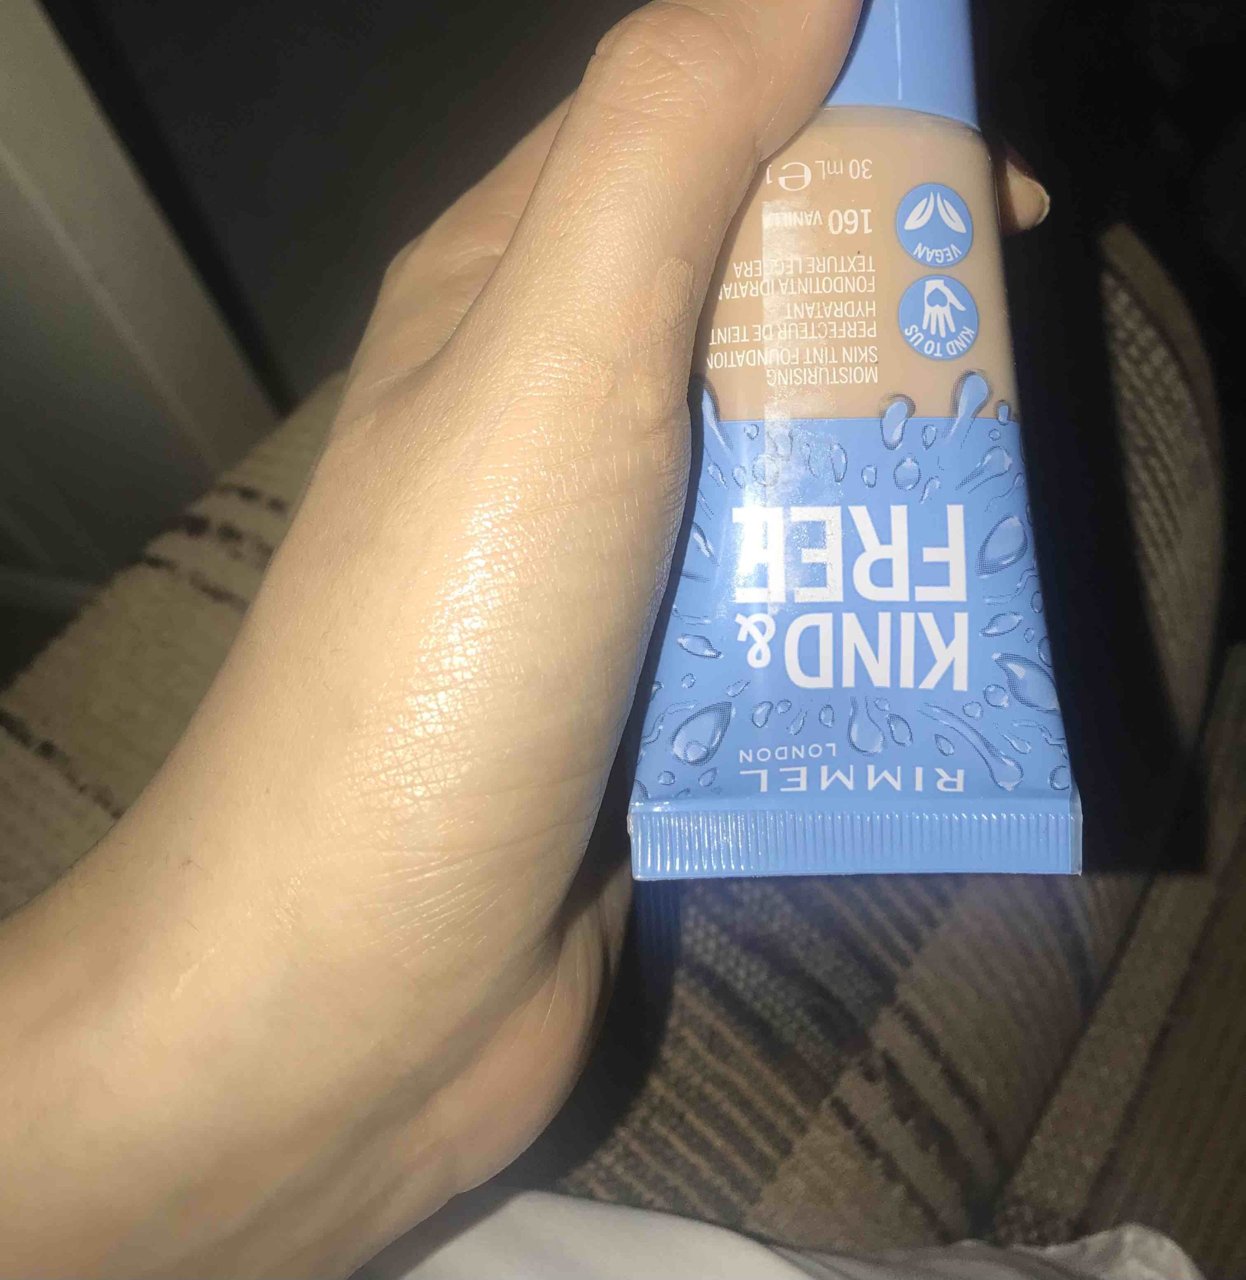 RIMMEL
LONDON
KIND &
FREE
MOISTURISING
SKIN TINT FOUNDATION
PERFECTEUR DE TEINT
HYDRATANT
FONDOTINTA
TEXTURE
160
30 mL e
KIND TO US
VEGAN